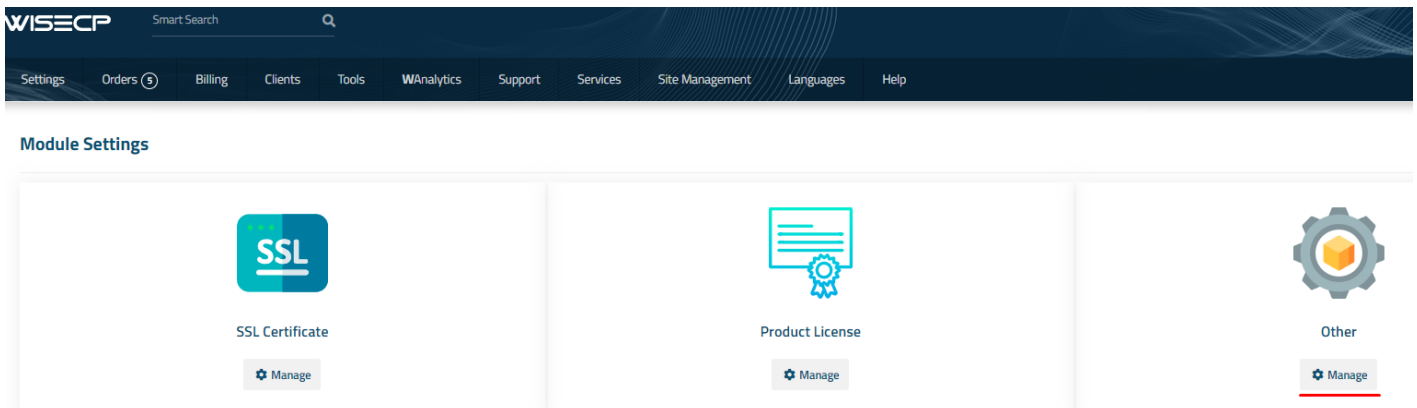 WISECP Smart Search
Settings Orders 5 Billing Clients Tools WAnalytics Support Services Site Management Languages Help
Module Settings
SSL
SSL Certificate Product License Other
Manage Manage Manage